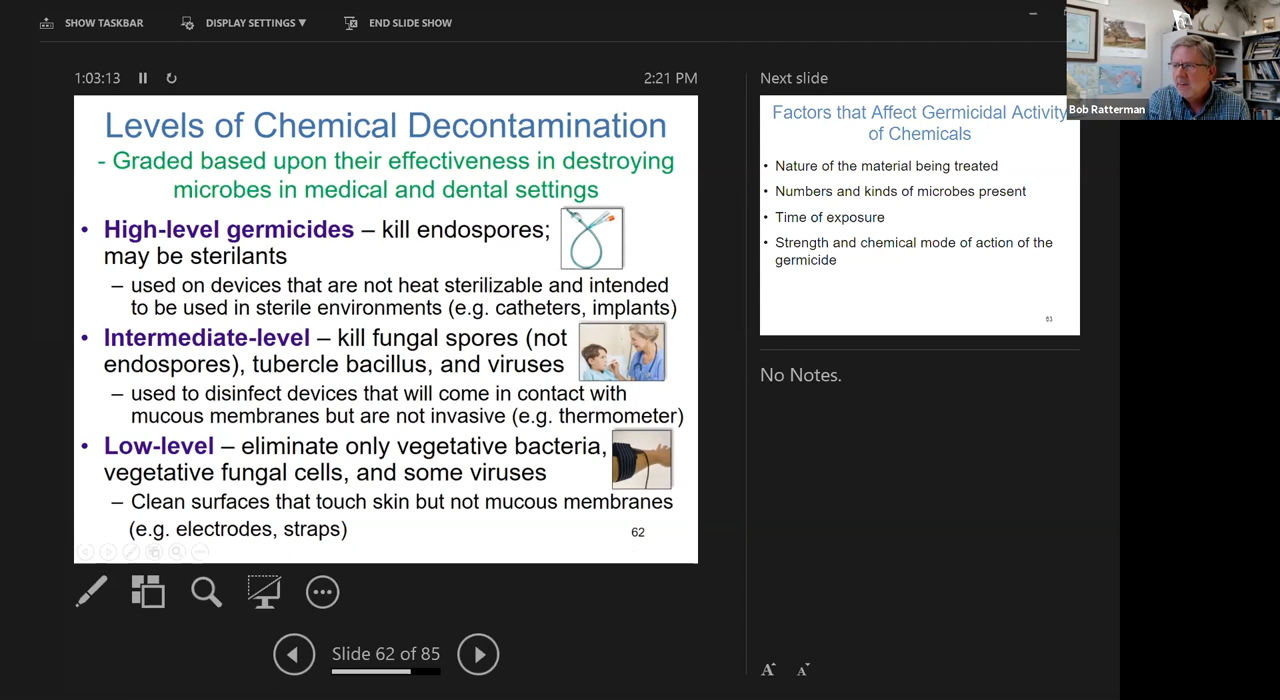 SHOW TASKBAR
DISPLAY SETTINGS ▼
END SLIDE SHOW
1:03:13
2:21 PM
Levels of Chemical Decontamination
- Graded based upon their effectiveness in destroying
microbes in medical and dental settings
• High-level germicides – kill endospores;
may be sterilants
– used on devices that are not heat sterilizable and intended
to be used in sterile environments (e.g. catheters, implants)
• Intermediate-level – kill fungal spores (not
endospores), tubercle bacillus, and viruses
– used to disinfect devices that will come in contact with
mucous membranes but are not invasive (e.g. thermometer)
• Low-level – eliminate only vegetative bacteria,
vegetative fungal cells, and some viruses
– Clean surfaces that touch skin but not mucous membranes
(e.g. electrodes, straps)
62
Slide 62 of 85
Next slide
Factors that Affect Germicidal Activity
of Chemicals
• Nature of the material being treated
• Numbers and kinds of microbes present
• Time of exposure
• Strength and chemical mode of action of the
germicide
63
No Notes.
A A
Bob Ratterman